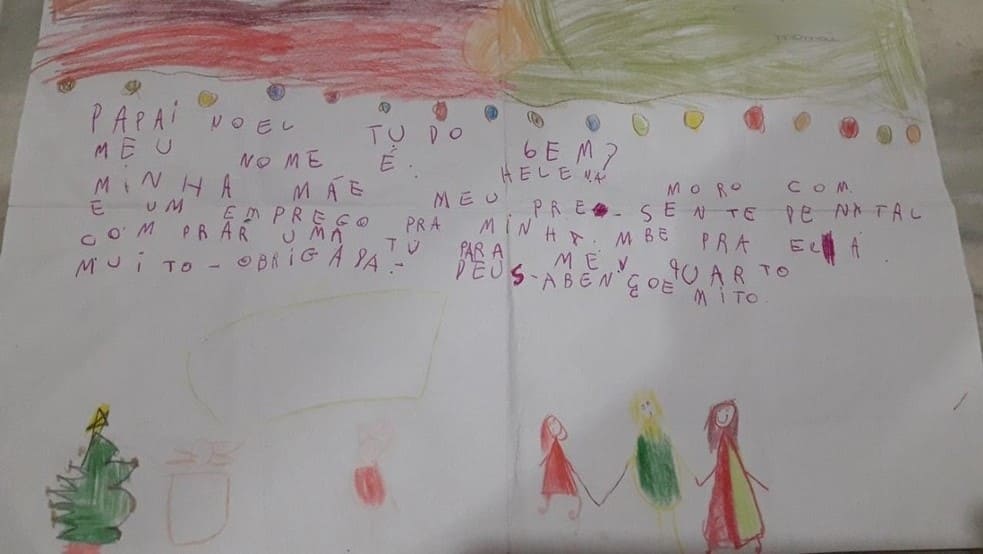 PAPAI NOEL TUDO bEM?
MEU NOME É. HELENA MORO COM
MINHA MÃE MEU PRE-SENTE DE NATAL
E UM EMPREGO PRA MINHA. MBE PRA ELA.
COMPRAR UMA TV PARA MEU QUARTO
MUITO-OBRIGADA.- DEUS-ABENÇOE MITO.